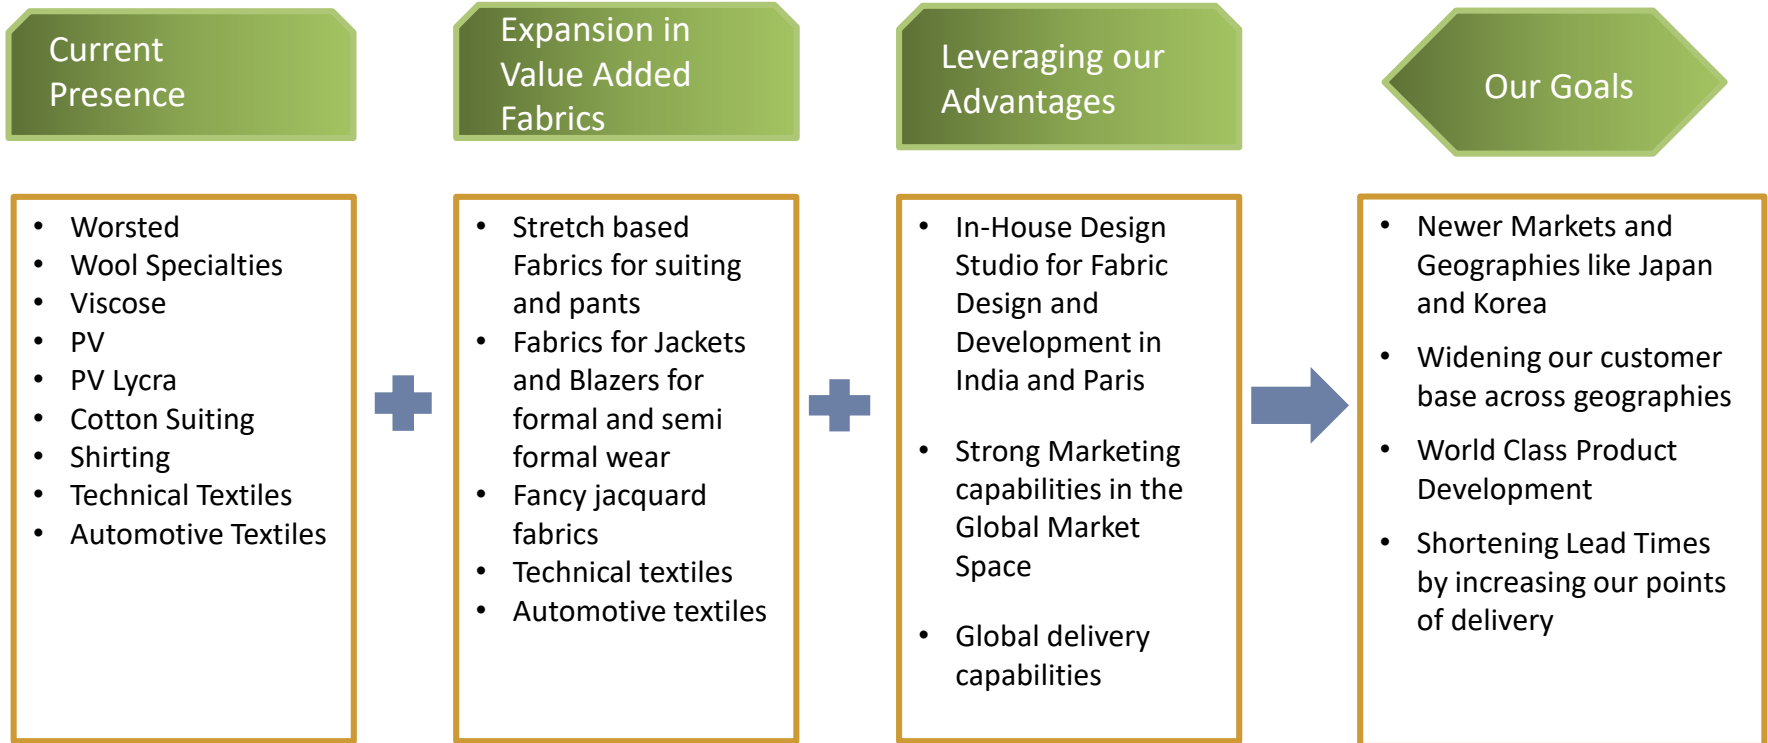 Current
Presence
Expansion in
Value Added
Fabrics
Leveraging our
Advantages
Our Goals
• Worsted
• Wool Specialties
• Viscose
• PV
• PV Lycra
• Cotton Suiting
• Shirting
• Technical Textiles
• Automotive Textiles
• Stretch based
Fabrics for suiting
and pants
• Fabrics for Jackets
and Blazers for
formal and semi
formal wear
• Fancy jacquard
fabrics
• Technical textiles
• Automotive textiles
• In-House Design
Studio for Fabric
Design and
Development in
India and Paris
• Strong Marketing
capabilities in the
Global Market
Space
• Global delivery
capabilities
• Newer Markets and
Geographies like Japan
and Korea
• Widening our customer
base across geographies
• World Class Product
Development
• Shortening Lead Times
by increasing our points
of delivery